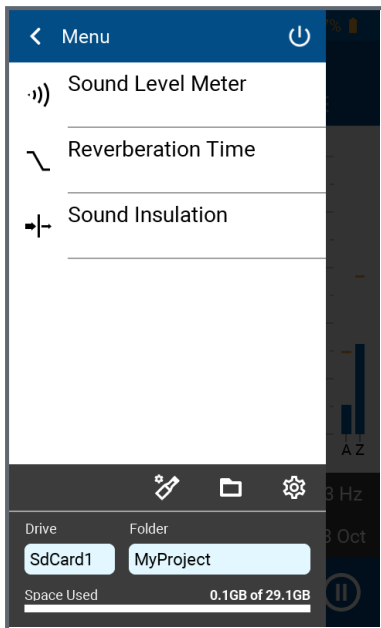 Menu
7%
Sound Level Meter
Reverberation Time
Sound Insulation
A Z
3 Hz
3 Oct
Drive Folder
SdCard1 MyProject
Space Used 0.1GB of 29.1GB